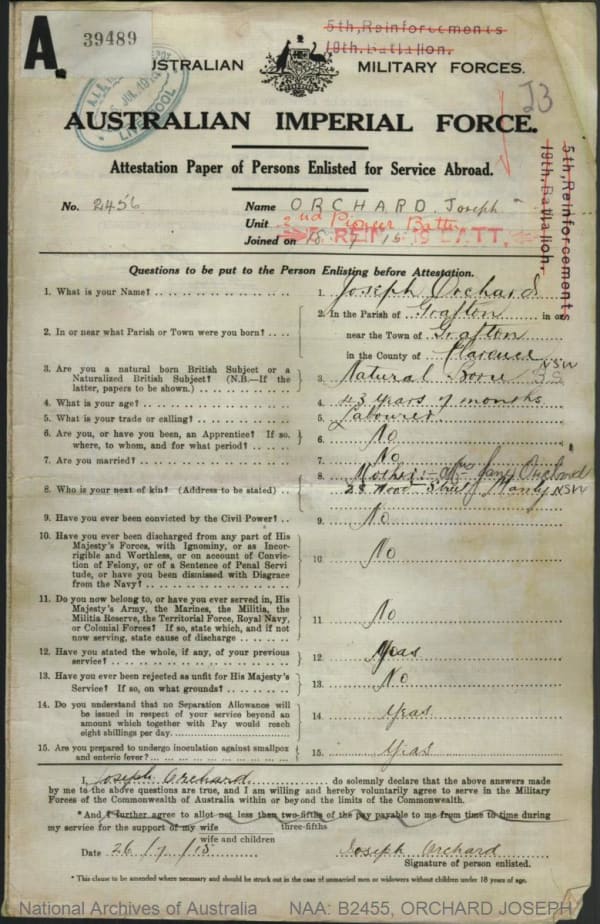 A.
39489
5th, Reinforcements
19th. Battalion.
AUSTRALIAN MILITARY FORCES.
LIVERPOOL
J3
AUSTRALIAN IMPERIAL FORCE.
Attestation Paper of Persons Enlisted for Service Abroad.
5th, Reinforcements
19th. Battalion.
No. 2456 Name ORCHARD Joseph
Unit 2nd Pioneer Battn
5 REINF 19 BATT.
Joined on 18 7 15
Questions to be put to the Person Enlisting before Attestation.
1. What is your Name? 1. Joseph Orchard
2. In or near what Parish or Town were you born? 2. In the Parish of Grafton in or
near the Town of Grafton
in the County of Clarence NSW
3. Are you a natural born British Subject or a
Naturalized British Subject? (N.B.—If the
latter, papers to be shown.) 3. Natural Born
4. What is your age? 4. 43 years 9 months
5. What is your trade or calling? 5. Labourer
6. Are you, or have you been, an Apprentice? If so,
where, to whom, and for what period? 6. No
7. Are you married? 7. No
8. Who is your next of kin? (Address to be stated) 8. Mother:- Mrs Jane Orchard
Street Manly NSW
9. Have you ever been convicted by the Civil Power? 9. No
10. Have you ever been discharged from any part of His
Majesty's Forces, with Ignominy, or as Incor-
rigible and Worthless, or on account of Convic-
tion of Felony, or of a Sentence of Penal Servi
tude, or have you been dismissed with Disgrace
from the Navy? 10. No
11. Do you now belong to, or have you ever served in, His
Majesty's Army, the Marines, the Militia, the
Militia Reserve, the Territorial Force, Royal Navy,
or Colonial Forces? If so, state which, and if not
now serving, state cause of discharge 11. No
12. Have you stated the whole, if any, of your previous
service? 12. Yeas
13. Have you ever been rejected as unfit for His Majesty's
Service? If so, on what grounds? 13. No
14. Do you understand that no Separation Allowance will
be issued in respect of your service beyond an
amount which together with Pay would reach
eight shillings per day. 14. Yeas
15. Are you prepared to undergo inoculation against smallpox
and enteric fever? 15. Yeas
I, Joseph Orchard do solemnly declare that the above answers made
by me to the above questions are true, and I am willing and hereby voluntarily agree to serve in the Military
Forces of the Commonwealth of Australia within or beyond the limits of the Commonwealth.
*And I further agree to allot not less than two-fifths of the pay payable to me from time to time during
three-fifths
my service for the support of my wife
wife and children
Date 26/7/15 Joseph Orchard
Signature of person enlisted.
*This clause to be amended where necessary and should be struck out in the case of unmarried men or widowers without children under 18 years of age.
National Archives of Australia NAA: B2455, ORCHARD JOSEPH